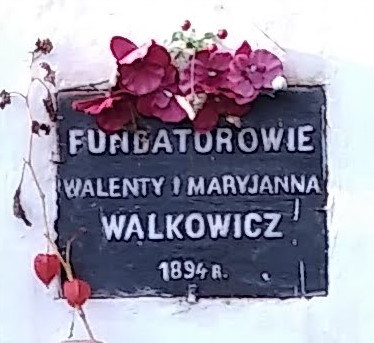 FUNDATOROWIE
WALENTY I MARYJANNA
WALKOWICZ
1894 R.